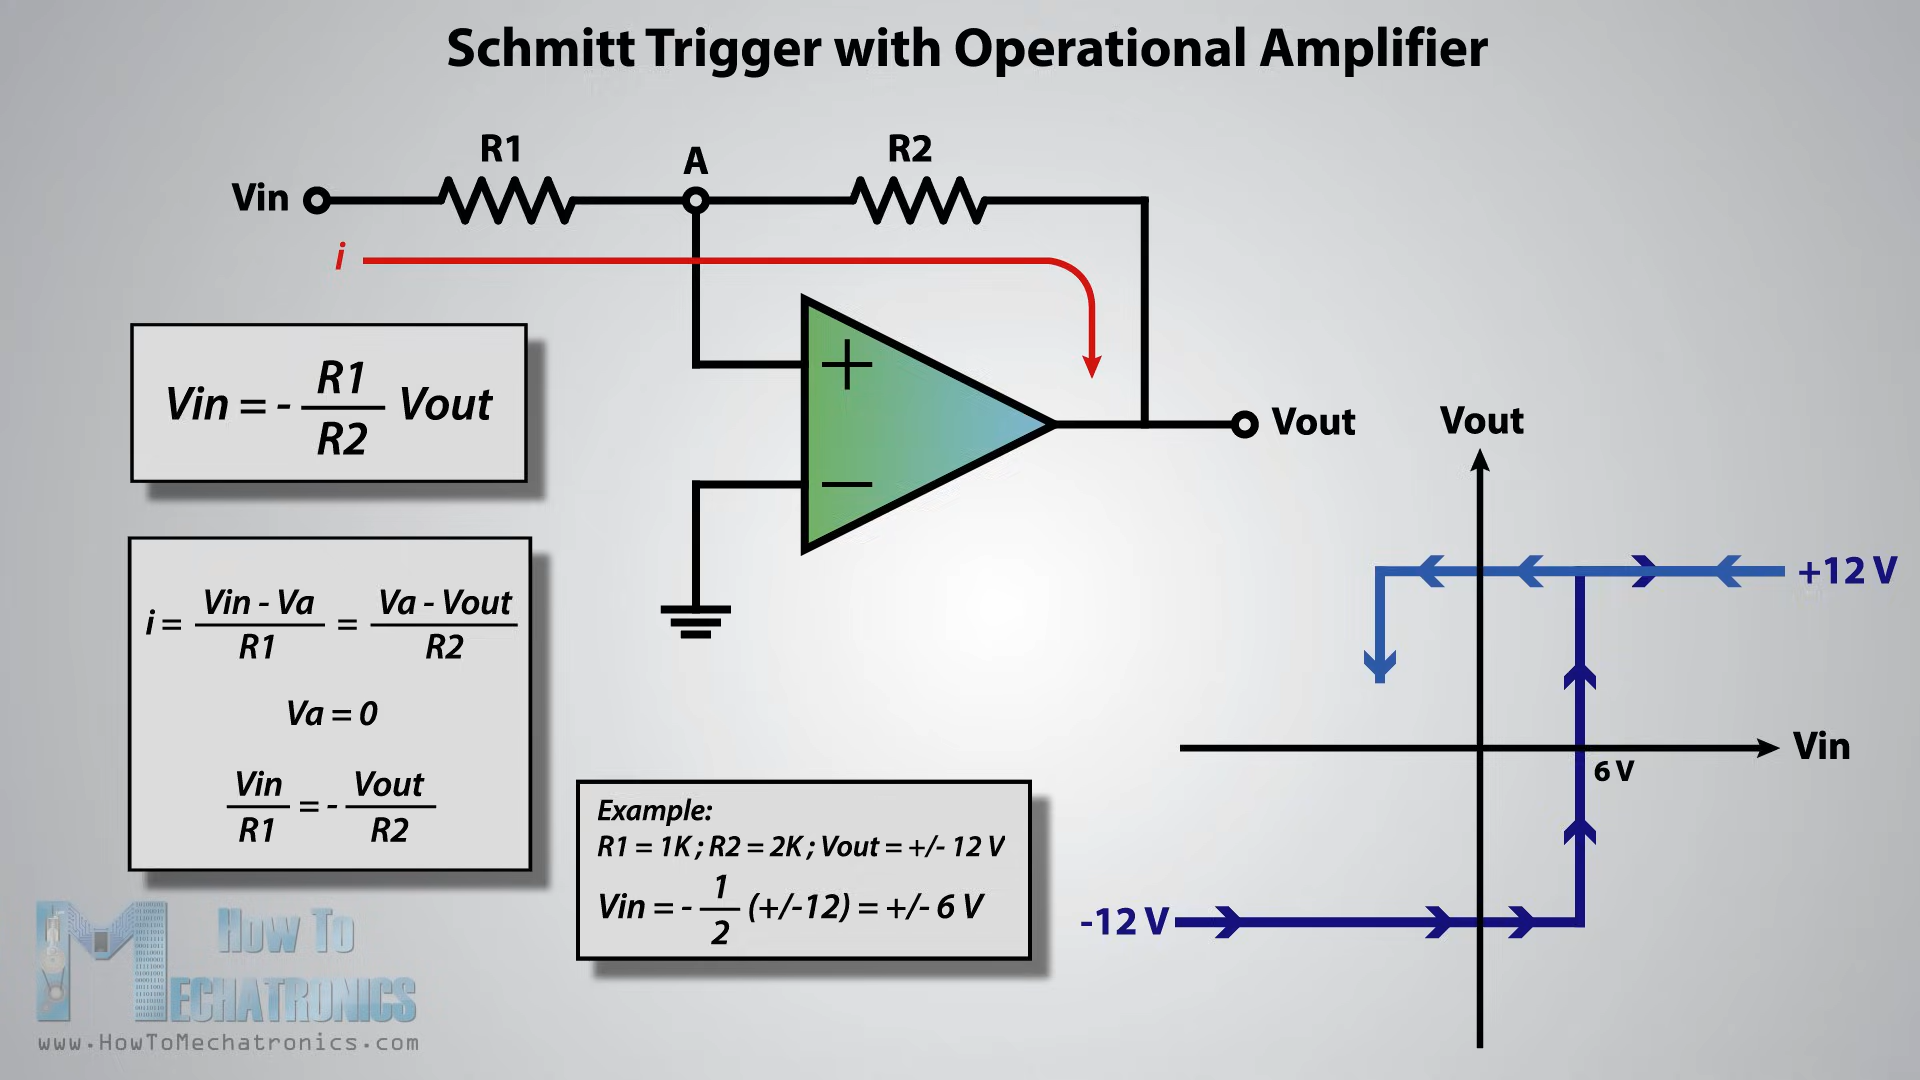 Schmitt Trigger with Operational Amplifier
R1
A
R2
Vin
i
Vin = - R1/R2 Vout
+
−
Vout
i = Vin - Va/R1 = Va - Vout/R2
Va = 0
Vin/R1 = - Vout/R2
Example:
R1 = 1K ; R2 = 2K ; Vout = +/- 12 V
Vin = - 1/2 (+/-12) = +/- 6 V
Vout
+12 V
Vin
6 V
-12 V
How To
Mechatronics
www.HowToMechatronics.com